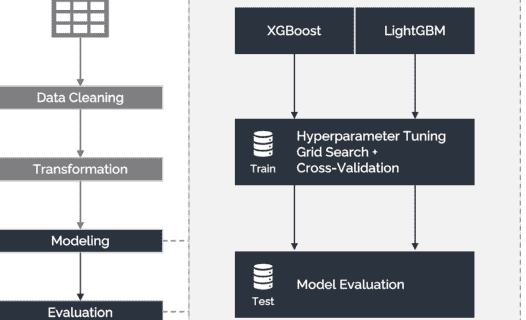 Data Cleaning
Transformation
Modeling
Evaluation
XGBoost
LightGBM
Train
Hyperparameter Tuning
Grid Search +
Cross-Validation
Test
Model Evaluation